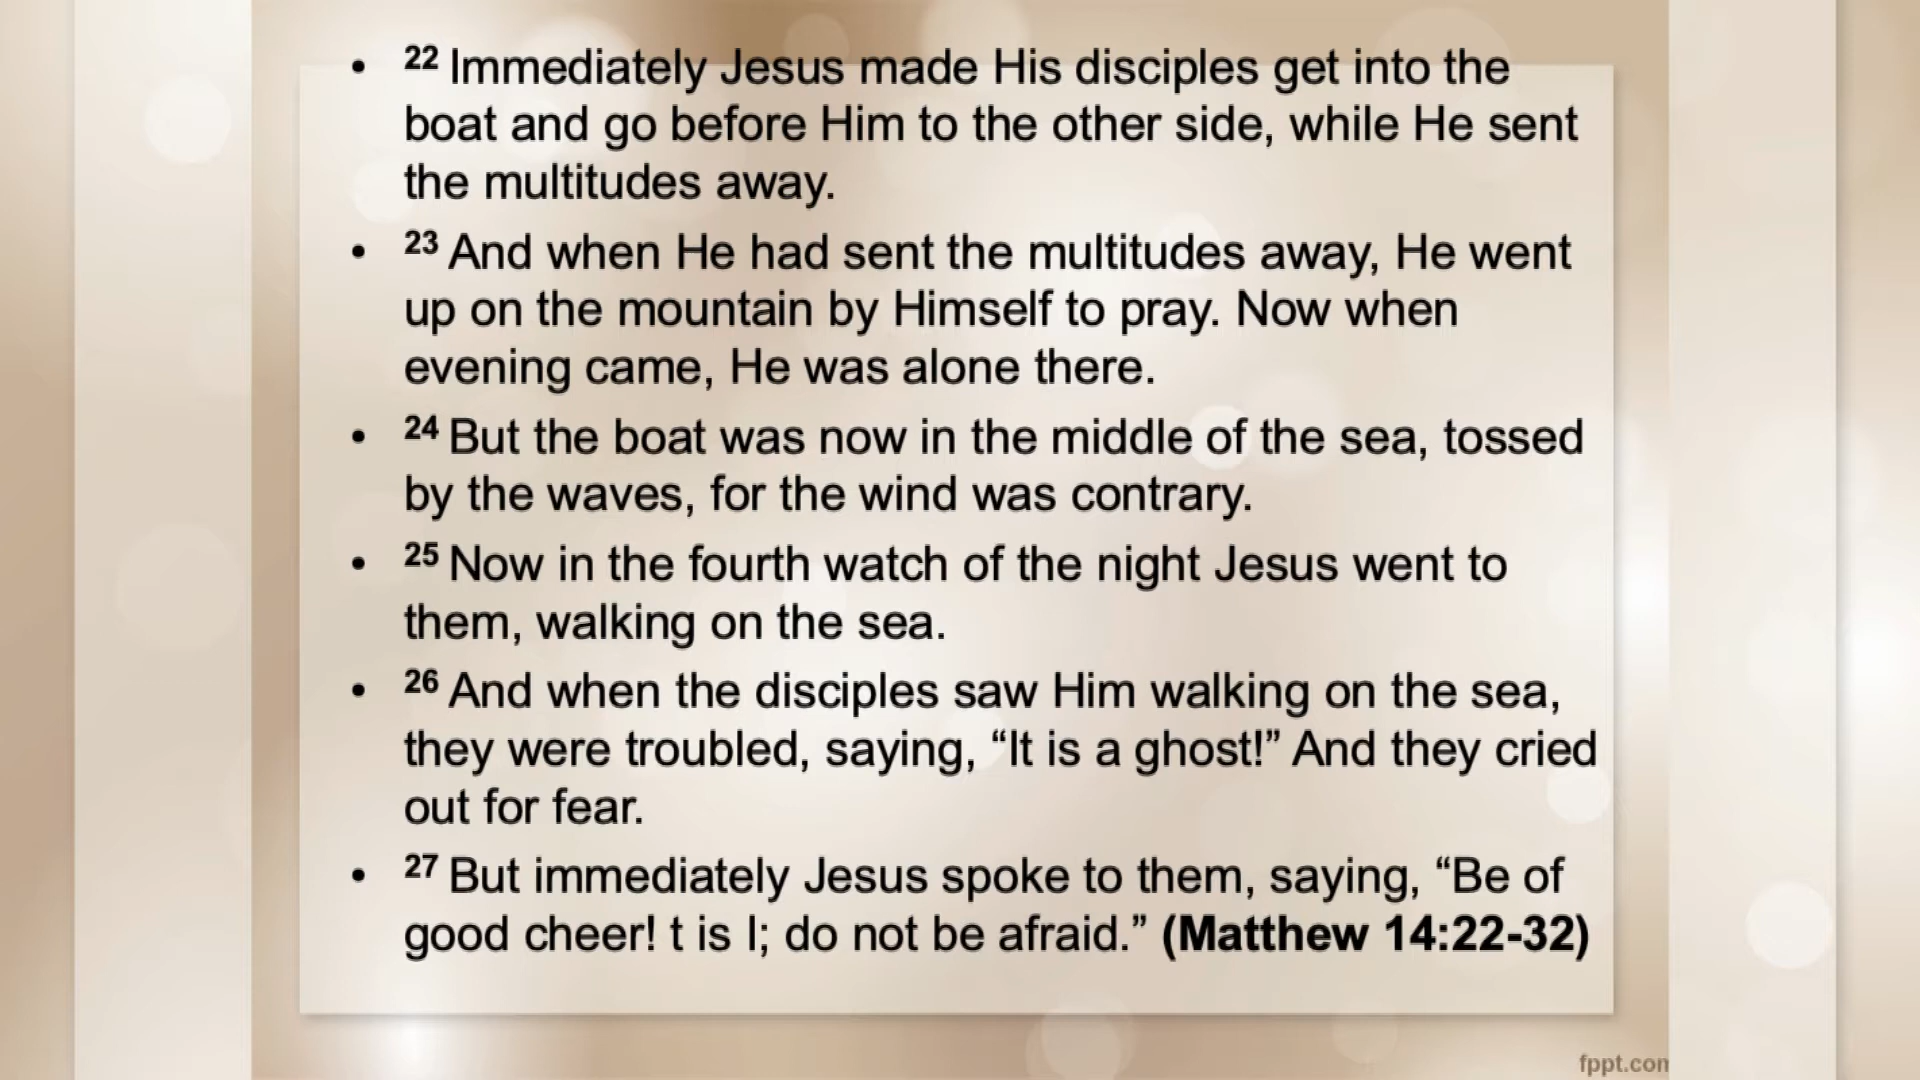 • 22 Immediately Jesus made His disciples get into the
boat and go before Him to the other side, while He sent
the multitudes away.
• 23 And when He had sent the multitudes away, He went
up on the mountain by Himself to pray. Now when
evening came, He was alone there.
• 24 But the boat was now in the middle of the sea, tossed
by the waves, for the wind was contrary.
• 25 Now in the fourth watch of the night Jesus went to
them, walking on the sea.
• 26 And when the disciples saw Him walking on the sea,
they were troubled, saying, “It is a ghost!” And they cried
out for fear.
• 27 But immediately Jesus spoke to them, saying, “Be of
good cheer! t is I; do not be afraid.” (Matthew 14:22-32)
fppt.com